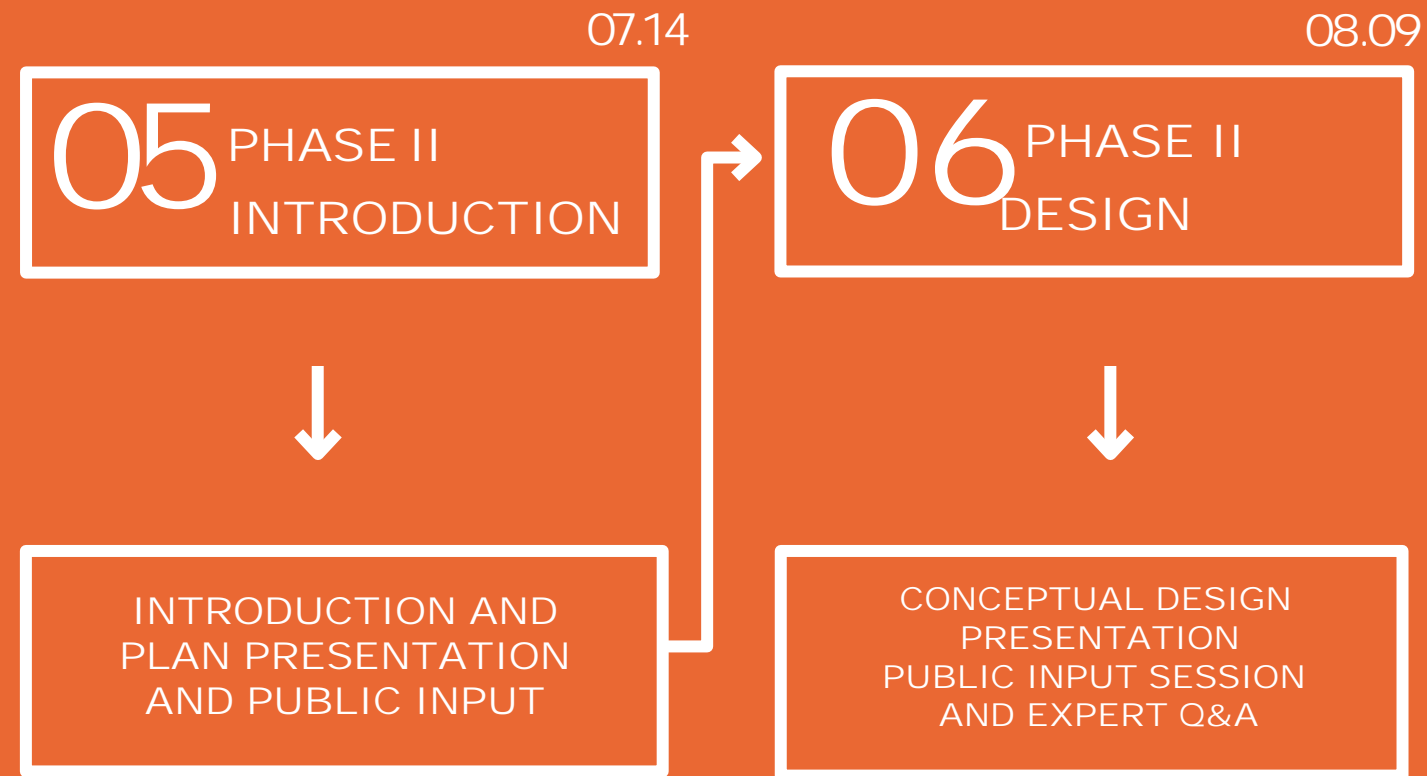 07.14
05 PHASE II
INTRODUCTION
INTRODUCTION AND
PLAN PRESENTATION
AND PUBLIC INPUT
08.09
06 PHASE II
DESIGN
CONCEPTUAL DESIGN
PRESENTATION
PUBLIC INPUT SESSION
AND EXPERT Q&A